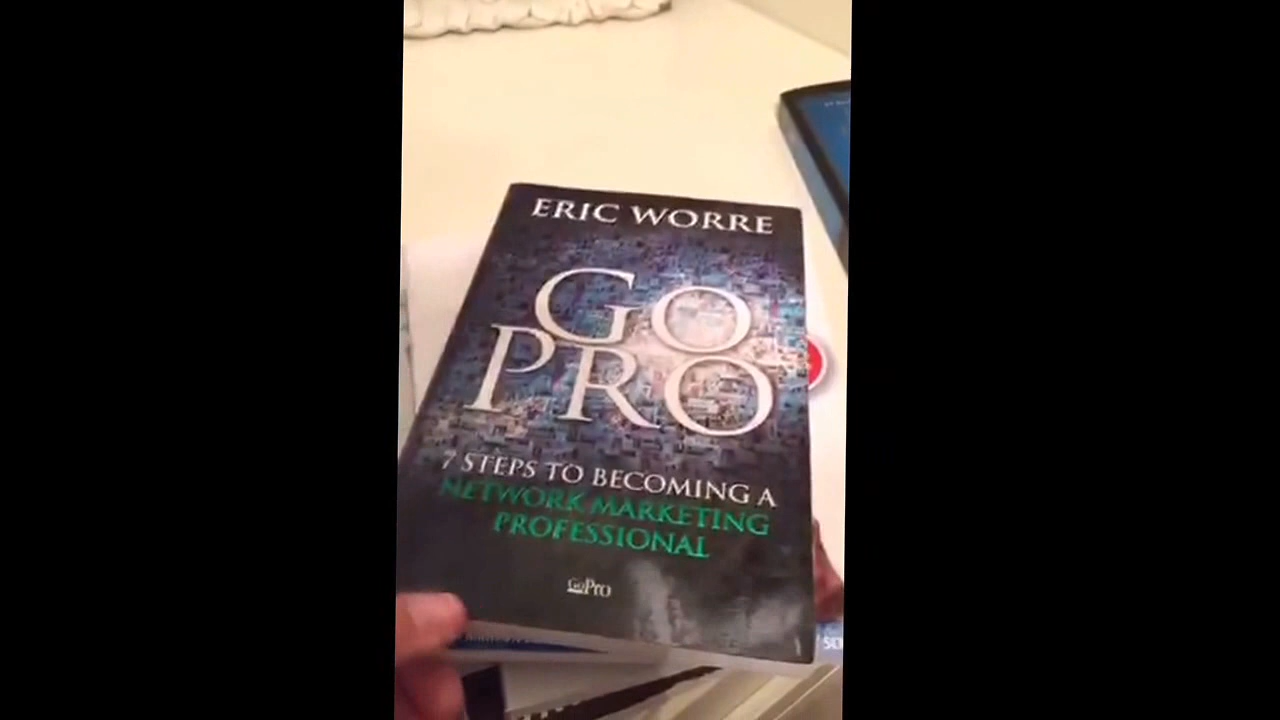 ERIC WORRE
GO
PRO
7 STEPS TO BECOMING A
NETWORK MARKETING
PROFESSIONAL
GoPro